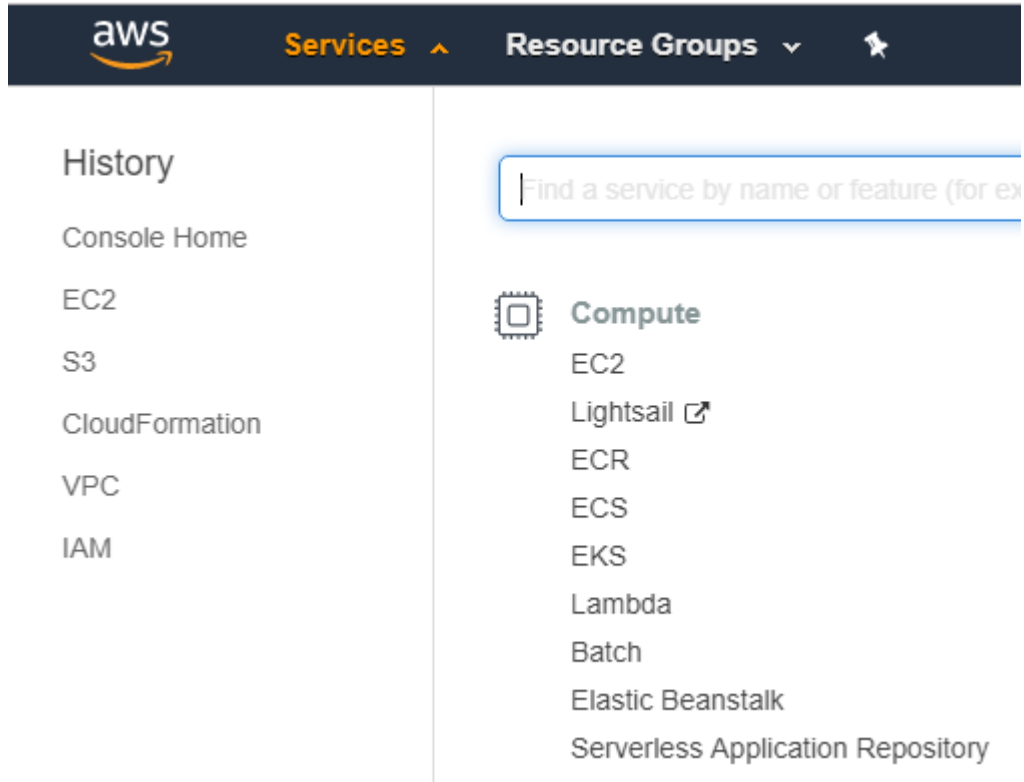 aws
Services
Resource Groups
History
Console Home
EC2
S3
CloudFormation
VPC
IAM
Find a service by name or feature (for ex
Compute
EC2
Lightsail
ECR
ECS
EKS
Lambda
Batch
Elastic Beanstalk
Serverless Application Repository